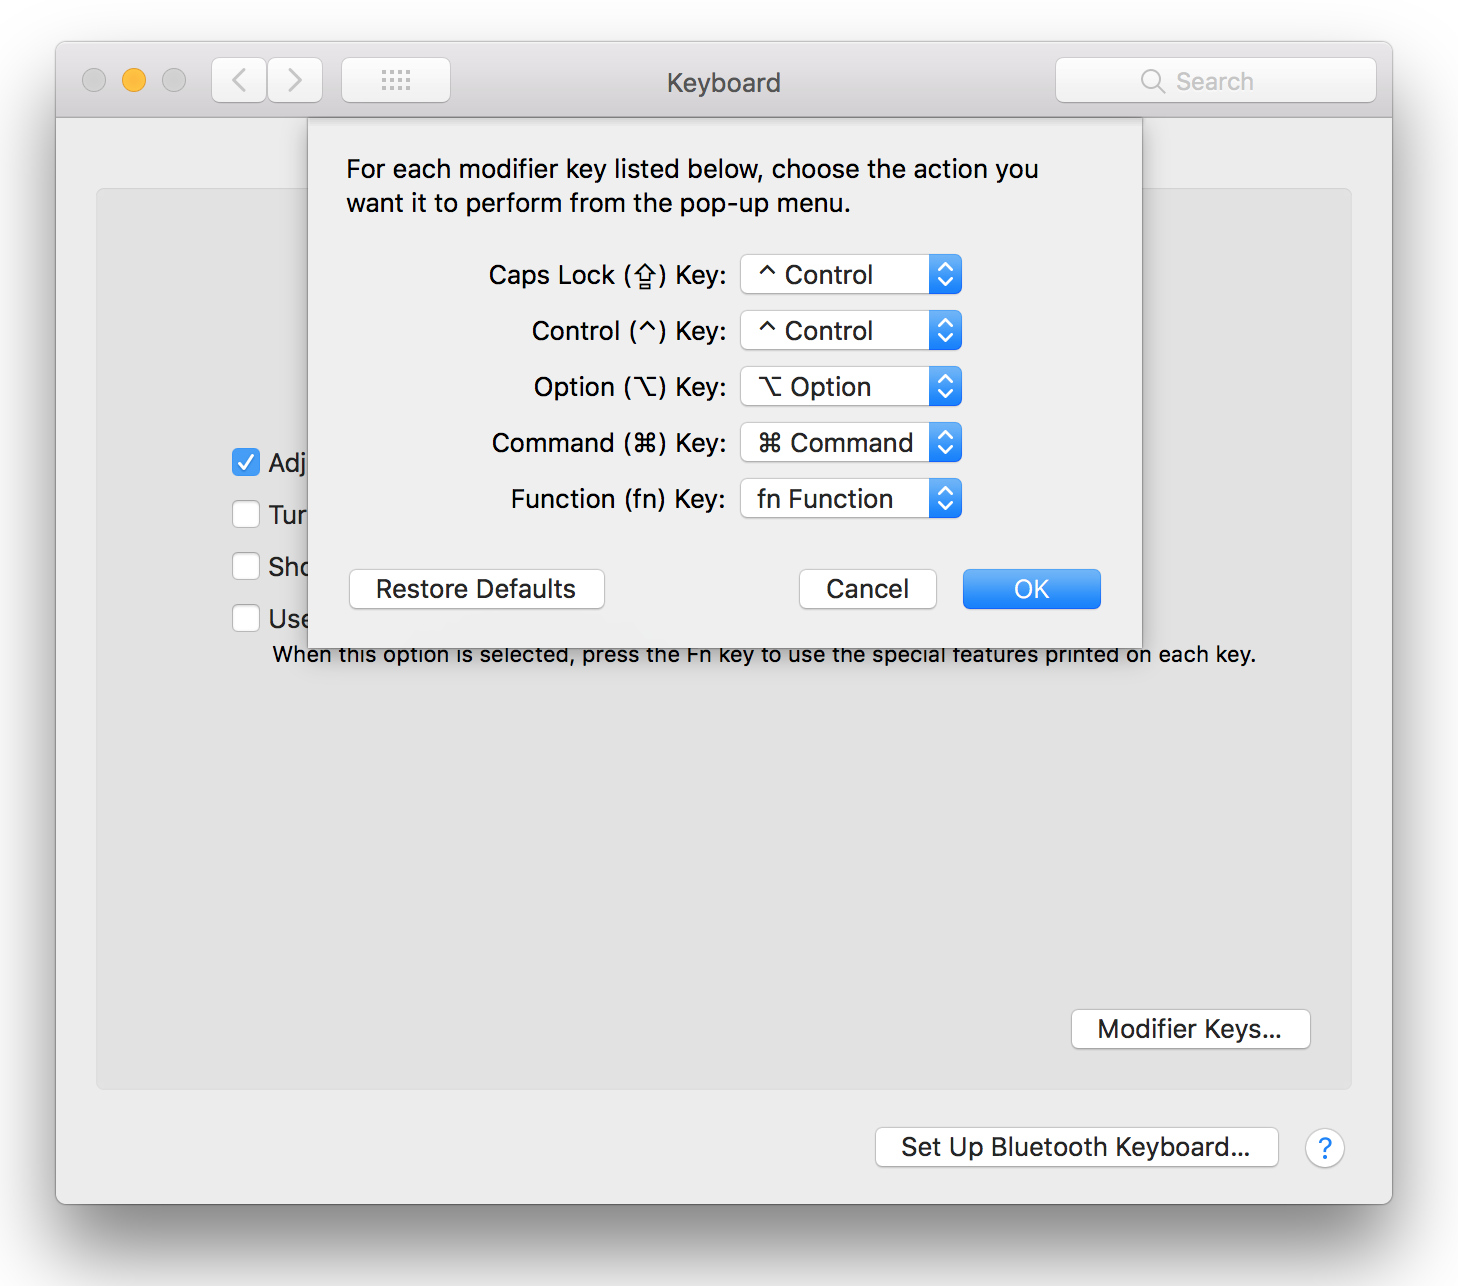 Keyboard
Search
For each modifier key listed below, choose the action you
want it to perform from the pop-up menu.
Caps Lock (⇪) Key: ^ Control
Control (^) Key: ^ Control
Option (⌥) Key: ⌥ Option
Command (⌘) Key: ⌘ Command
Function (fn) Key: fn Function
Restore Defaults Cancel OK
Adj
Tur
Sho
Use
When this option is selected, press the Fn key to use the special features printed on each key.
Modifier Keys...
Set Up Bluetooth Keyboard... ?